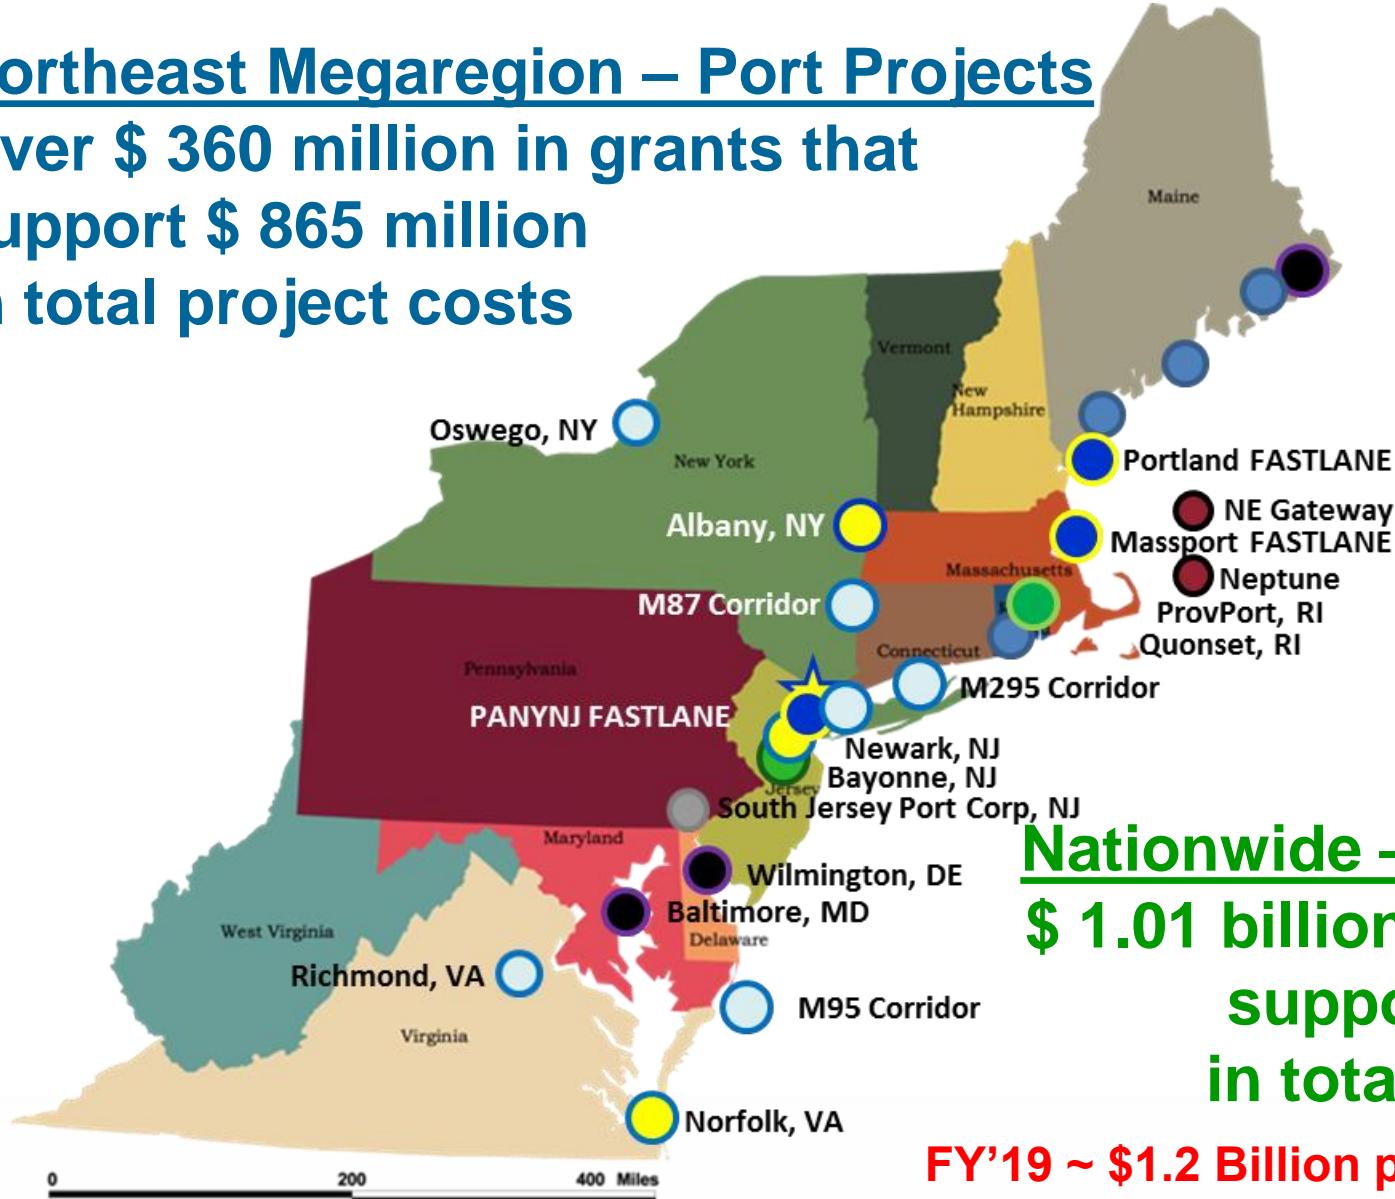 ortheast Megaregion – Port Projects
ver $ 360 million in grants that
upport $ 865 million
n total project costs
Maine
Vermont
New
Hampshire
Oswego, NY
New York
Portland FASTLANE
NE Gateway
Albany, NY
Massport FASTLANE
Massachusetts
Neptune
M87 Corridor
ProvPort, RI
Quonset, RI
Connecticut
Pennsylvania
M295 Corridor
PANYNJ FASTLANE
Newark, NJ
Bayonne, NJ
Jersey
South Jersey Port Corp, NJ
Maryland
Nationwide –
Wilmington, DE
Baltimore, MD
$ 1.01 billion
West Virginia
Delaware
Richmond, VA
M95 Corridor
suppo
Virginia
in tota
Norfolk, VA
FY’19 ~ $1.2 Billion p
0 200 400 Miles